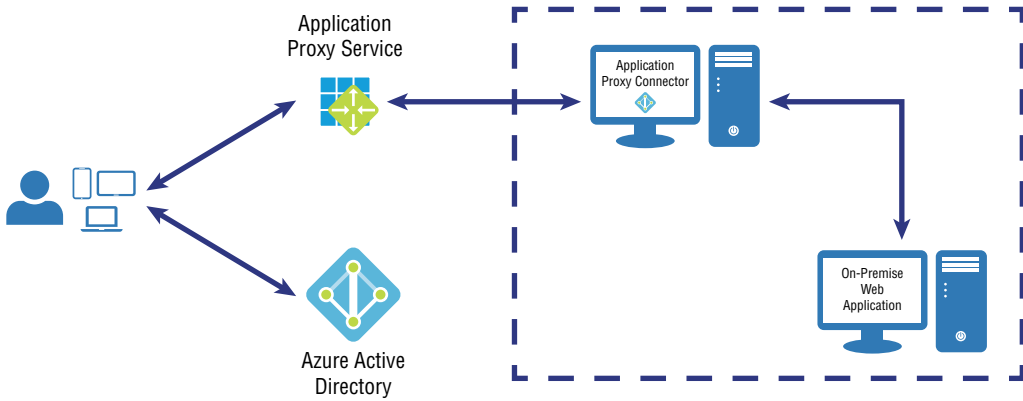 Application
Proxy Service
Application
Proxy Connector
On-Premise
Web
Application
Azure Active
Directory